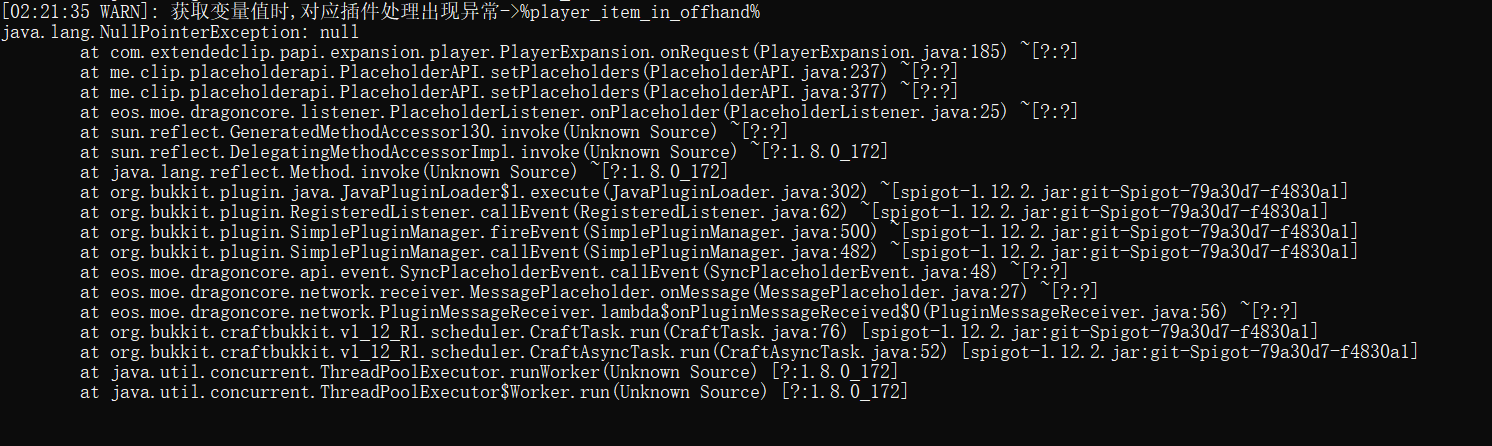 [02:21:35 WARN]: 获取变量值时,对应插件处理出现异常->%player_item_in_offhand%
java.lang.NullPointerException: null
at com.extendedclip.papi.expansion.player.PlayerExpansion.onRequest(PlayerExpansion.java:185) ~[?:?]
at me.clip.placeholderapi.PlaceholderAPI.setPlaceholders(PlaceholderAPI.java:237) ~[?:?]
at me.clip.placeholderapi.PlaceholderAPI.setPlaceholders(PlaceholderAPI.java:377) ~[?:?]
at eos.moe.dragoncore.listener.PlaceholderListener.onPlaceholder(PlaceholderListener.java:25) ~[?:?]
at sun.reflect.GeneratedMethodAccessor130.invoke(Unknown Source) ~[?:?]
at sun.reflect.DelegatingMethodAccessorImpl.invoke(Unknown Source) ~[?:1.8.0_172]
at java.lang.reflect.Method.invoke(Unknown Source) ~[?:1.8.0_172]
at org.bukkit.plugin.java.JavaPluginLoader$1.execute(JavaPluginLoader.java:302) ~[spigot-1.12.2.jar:git-Spigot-79a30d7-f4830a1]
at org.bukkit.plugin.RegisteredListener.callEvent(RegisteredListener.java:62) ~[spigot-1.12.2.jar:git-Spigot-79a30d7-f4830a1]
at org.bukkit.plugin.SimplePluginManager.fireEvent(SimplePluginManager.java:500) ~[spigot-1.12.2.jar:git-Spigot-79a30d7-f4830a1]
at org.bukkit.plugin.SimplePluginManager.callEvent(SimplePluginManager.java:482) ~[spigot-1.12.2.jar:git-Spigot-79a30d7-f4830a1]
at eos.moe.dragoncore.api.event.SyncPlaceholderEvent.callEvent(SyncPlaceholderEvent.java:48) ~[?:?]
at eos.moe.dragoncore.network.receiver.MessagePlaceholder.onMessage(MessagePlaceholder.java:27) ~[?:?]
at eos.moe.dragoncore.network.PluginMessageReceiver.lambda$onPluginMessageReceived$0(PluginMessageReceiver.java:56) ~[?:?]
at org.bukkit.craftbukkit.v1_12_R1.scheduler.CraftTask.run(CraftTask.java:76) [spigot-1.12.2.jar:git-Spigot-79a30d7-f4830a1]
at org.bukkit.craftbukkit.v1_12_R1.scheduler.CraftAsyncTask.run(CraftAsyncTask.java:52) [spigot-1.12.2.jar:git-Spigot-79a30d7-f4830a1]
at java.util.concurrent.ThreadPoolExecutor.runWorker(Unknown Source) [?:1.8.0_172]
at java.util.concurrent.ThreadPoolExecutor$Worker.run(Unknown Source) [?:1.8.0_172]